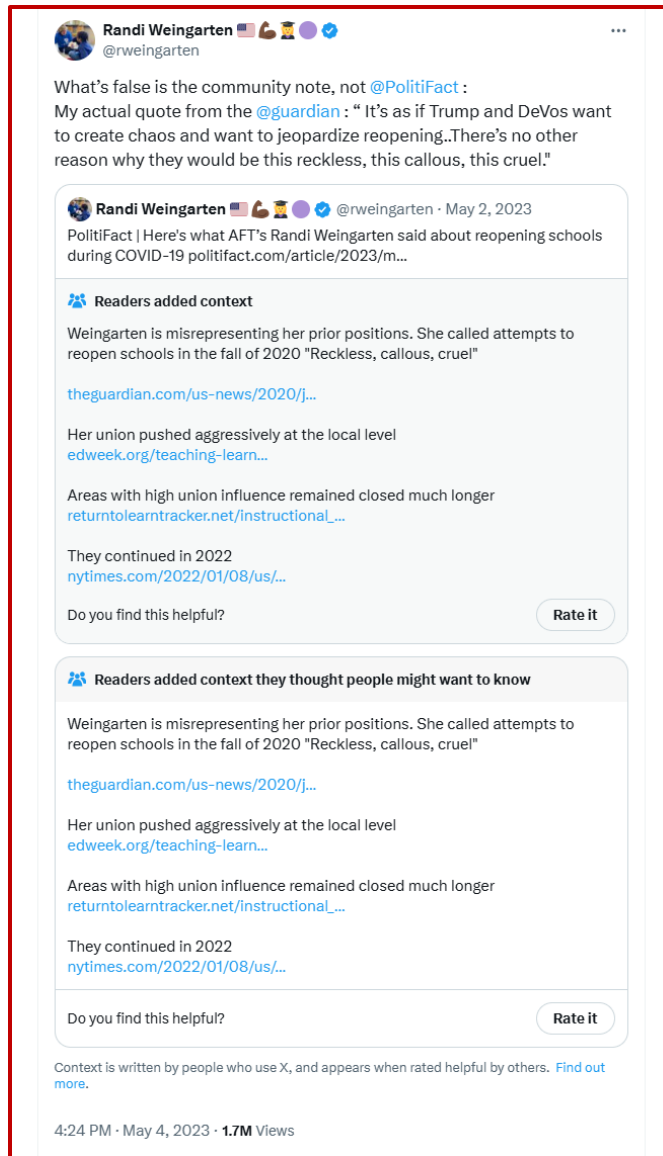 Randi Weingarten 🇺🇸💪🏿👩‍🎓🟣
@rweingarten
What’s false is the community note, not @PolitiFact :
My actual quote from the @guardian : “ It’s as if Trump and DeVos want
to create chaos and want to jeopardize reopening..There’s no other
reason why they would be this reckless, this callous, this cruel."
Randi Weingarten 🇺🇸💪🏿👩‍🎓🟣 @rweingarten · May 2, 2023
PolitiFact | Here's what AFT’s Randi Weingarten said about reopening schools
during COVID-19 politifact.com/article/2023/m...
Readers added context
Weingarten is misrepresenting her prior positions. She called attempts to
reopen schools in the fall of 2020 "Reckless, callous, cruel"
theguardian.com/us-news/2020/j...
Her union pushed aggressively at the local level
edweek.org/teaching-learn...
Areas with high union influence remained closed much longer
returntolearntracker.net/instructional_...
They continued in 2022
nytimes.com/2022/01/08/us/...
Do you find this helpful? Rate it
Readers added context they thought people might want to know
Weingarten is misrepresenting her prior positions. She called attempts to
reopen schools in the fall of 2020 "Reckless, callous, cruel"
theguardian.com/us-news/2020/j...
Her union pushed aggressively at the local level
edweek.org/teaching-learn...
Areas with high union influence remained closed much longer
returntolearntracker.net/instructional_...
They continued in 2022
nytimes.com/2022/01/08/us/...
Do you find this helpful? Rate it
Context is written by people who use X, and appears when rated helpful by others. Find out
more.
4:24 PM · May 4, 2023 · 1.7M Views